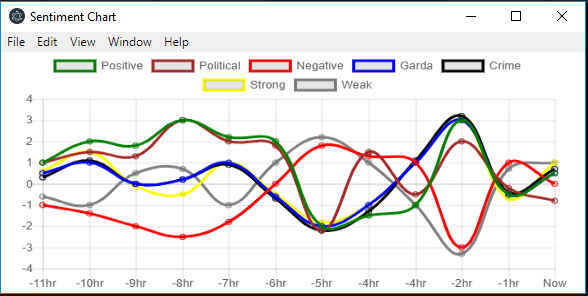 Sentiment Chart
File Edit View Window Help
Positive Political Negative Garda Crime
Strong Weak
4
3
2
1
0
-1
-2
-3
-4
-11hr -10hr -9hr -8hr -7hr -6hr -5hr -4hr -4hr -2hr -1hr Now